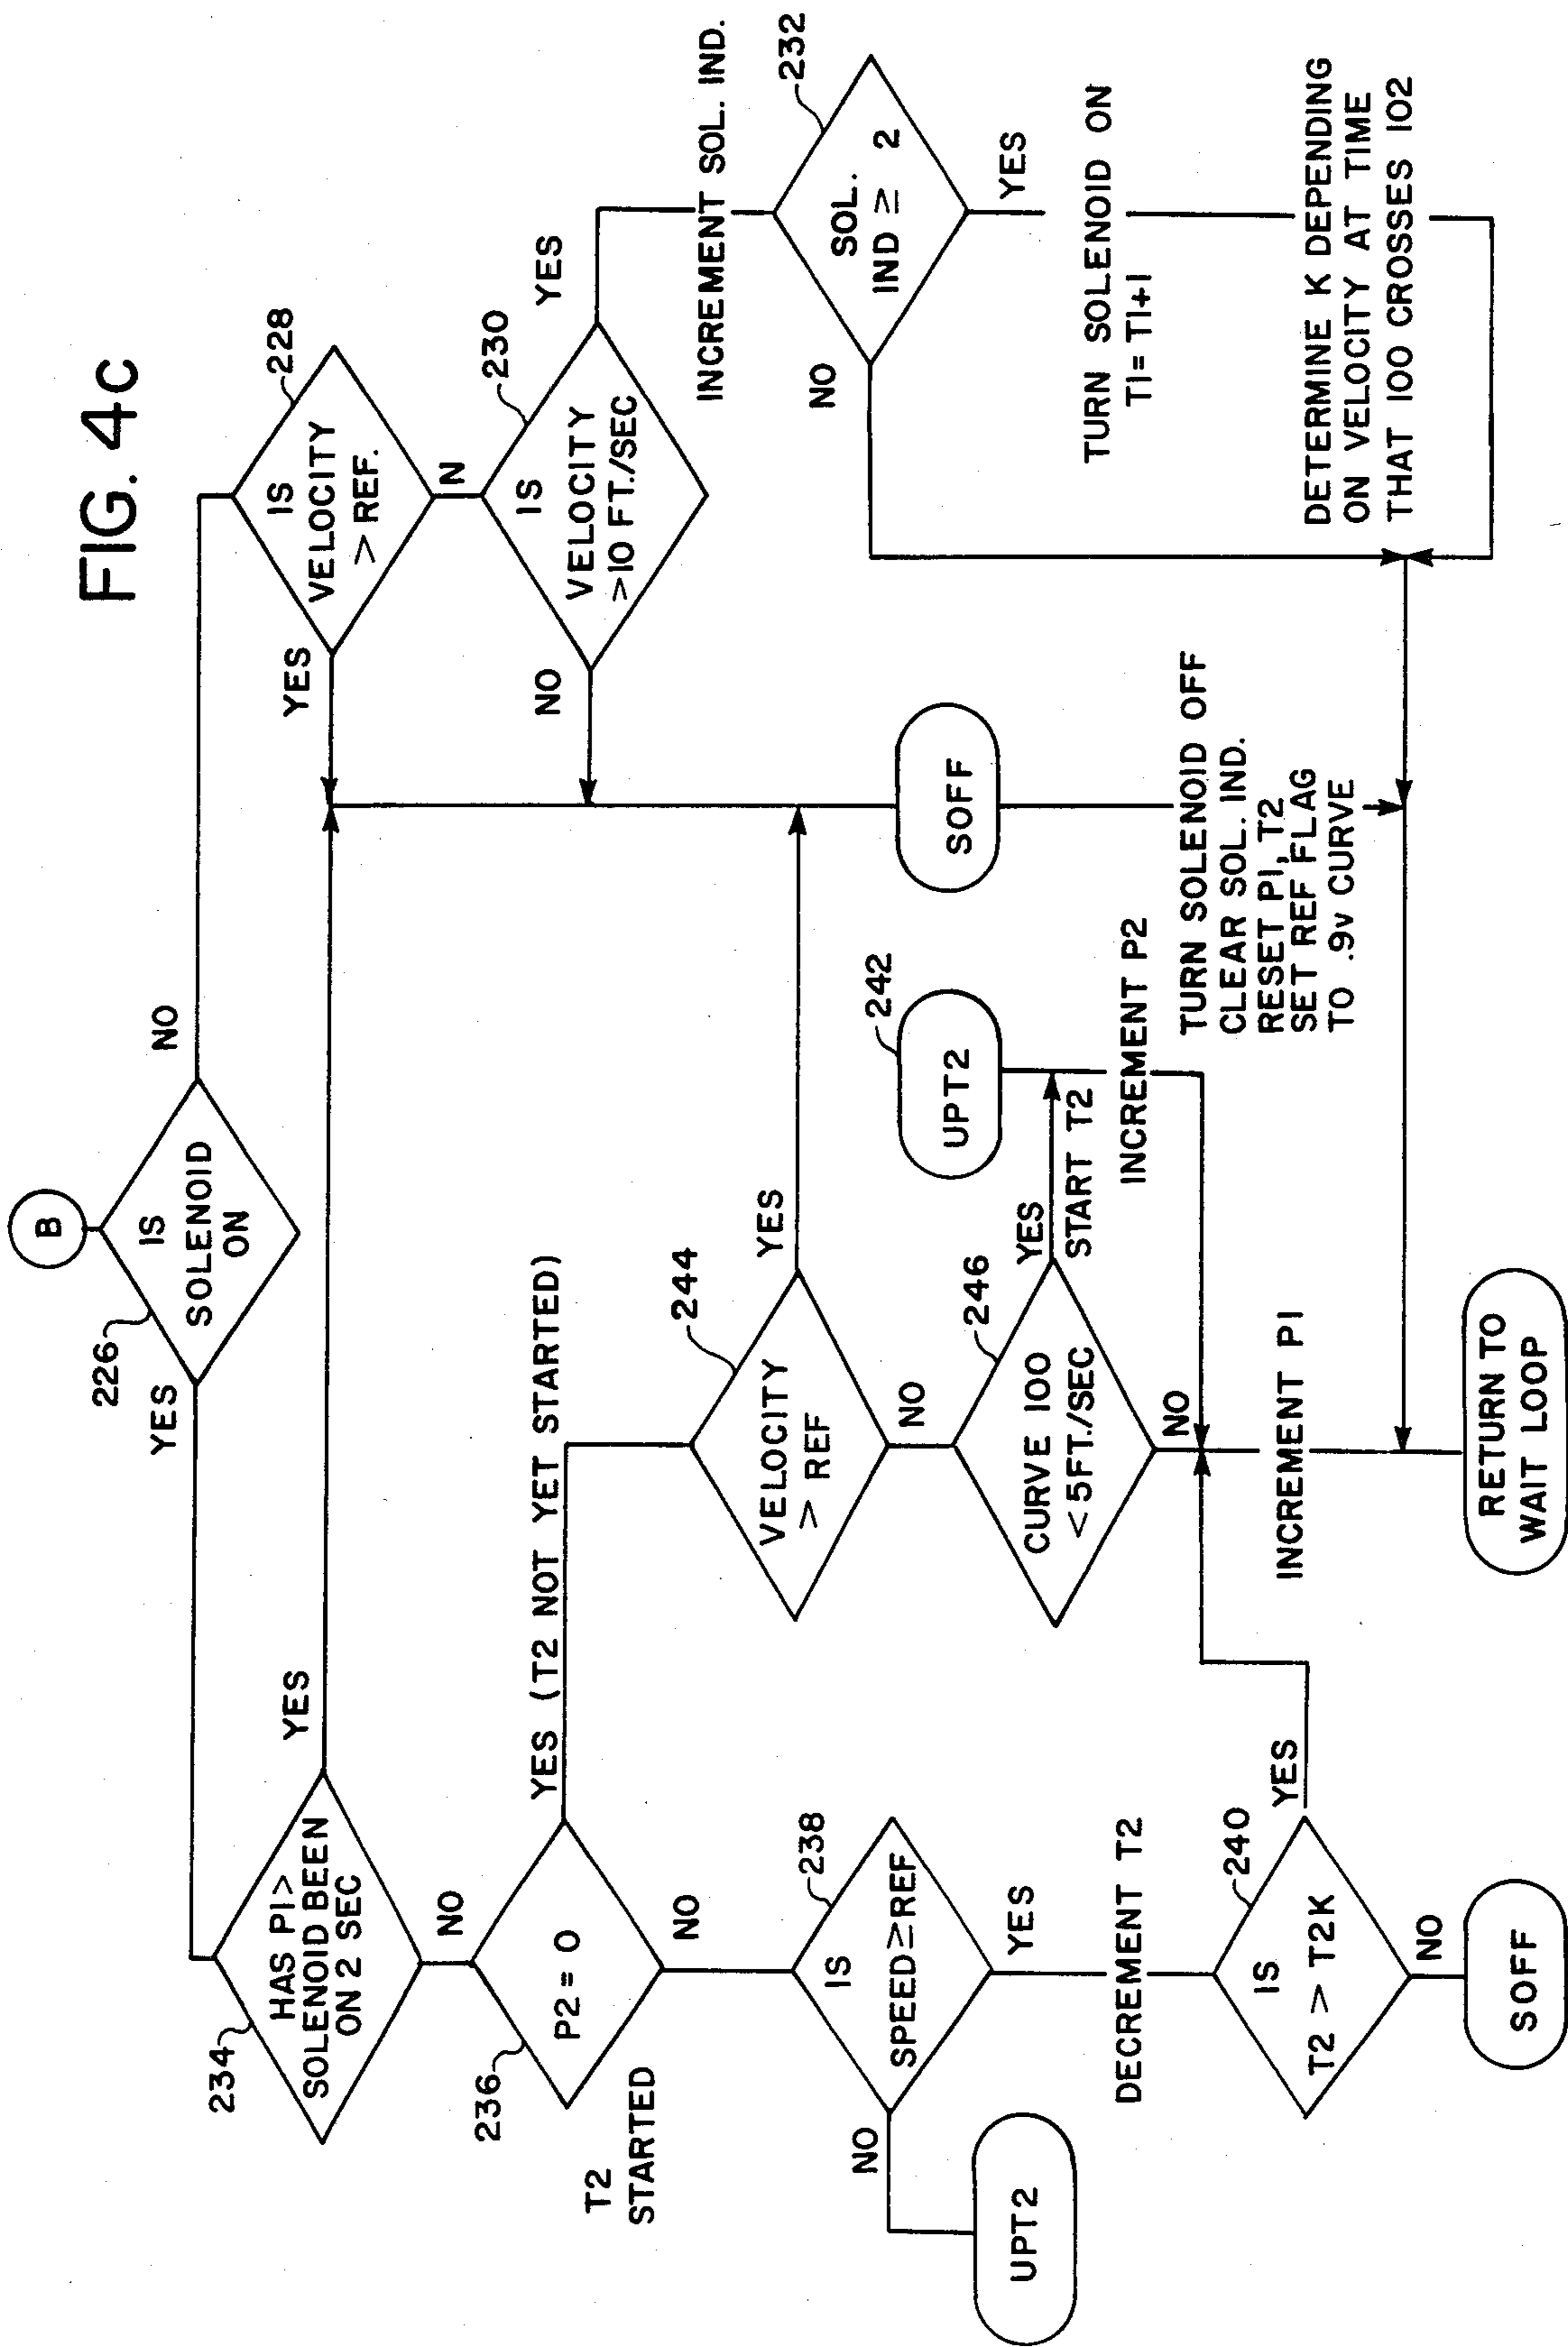 FIG. 4c
B
226
IS
SOLENOID
ON
YES
NO
228
IS
VELOCITY
> REF.
YES
N
230
IS
VELOCITY
>10 FT./SEC
NO
YES
INCREMENT SOL. IND.
232
SOL.
IND ≥ 2
NO
YES
TURN SOLENOID ON
T1= T1+1
DETERMINE K DEPENDING
ON VELOCITY AT TIME
THAT 100 CROSSES 102
234
HAS P1>
SOLENOID BEEN
ON 2 SEC
YES
NO
236
P2 = 0
YES (T2 NOT YET STARTED)
NO
T2
STARTED
238
IS
SPEED≥REF
NO
YES
UPT2
DECREMENT T2
240
IS
T2 > T2K
YES
NO
SOFF
244
VELOCITY
> REF
YES
NO
246
CURVE 100
< 5FT./SEC
YES
START T2
NO
242
UPT2
INCREMENT P2
INCREMENT P1
SOFF
TURN SOLENOID OFF
CLEAR SOL. IND.
RESET P1, T2
SET REF FLAG
TO .9v CURVE
RETURN TO
WAIT LOOP